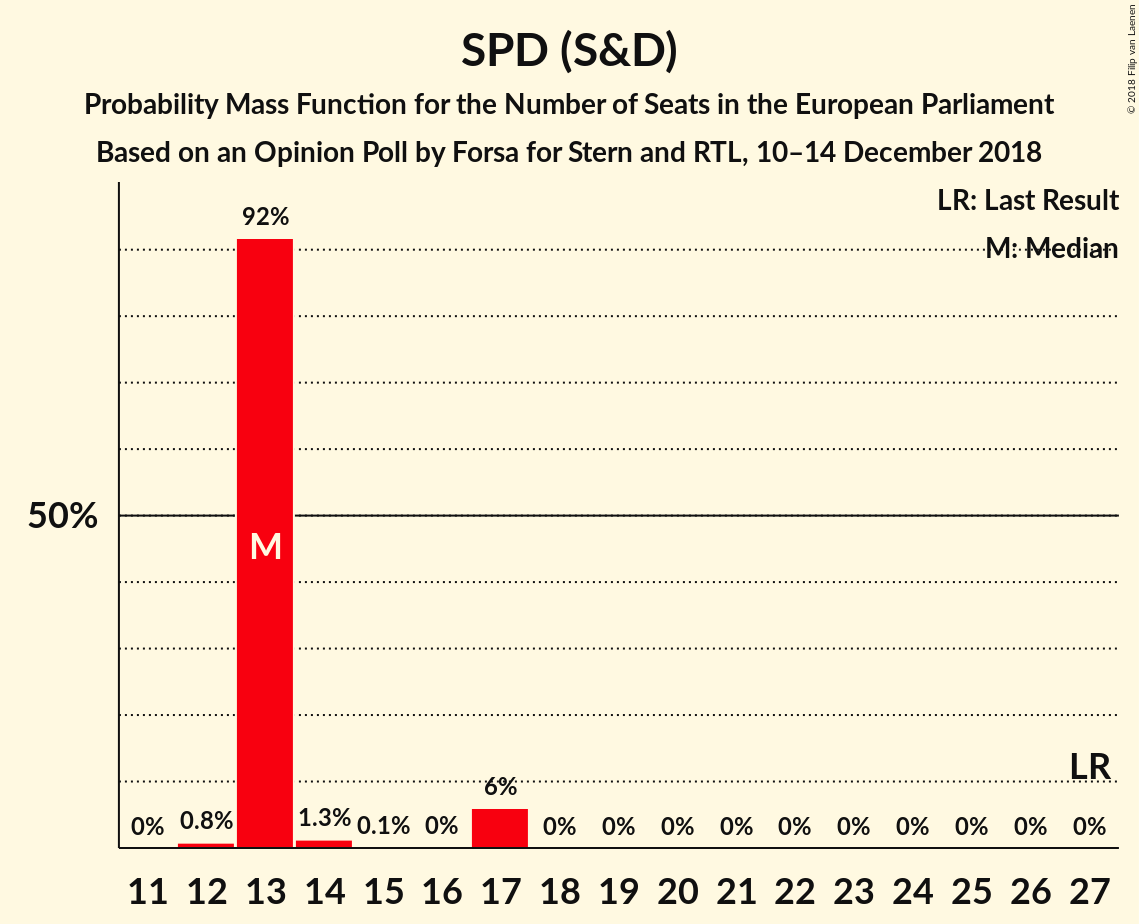 SPD (S&D)
Probability Mass Function for the Number of Seats in the European Parliament
Based on an Opinion Poll by Forsa for Stern and RTL, 10–14 December 2018
© 2018 Filip van Laenen
LR: Last Result
M: Median
92%
50%
M
LR
0% 0.8% 1.3% 0.1% 0% 6% 0% 0% 0% 0% 0% 0% 0% 0% 0% 0%
11 12 13 14 15 16 17 18 19 20 21 22 23 24 25 26 27